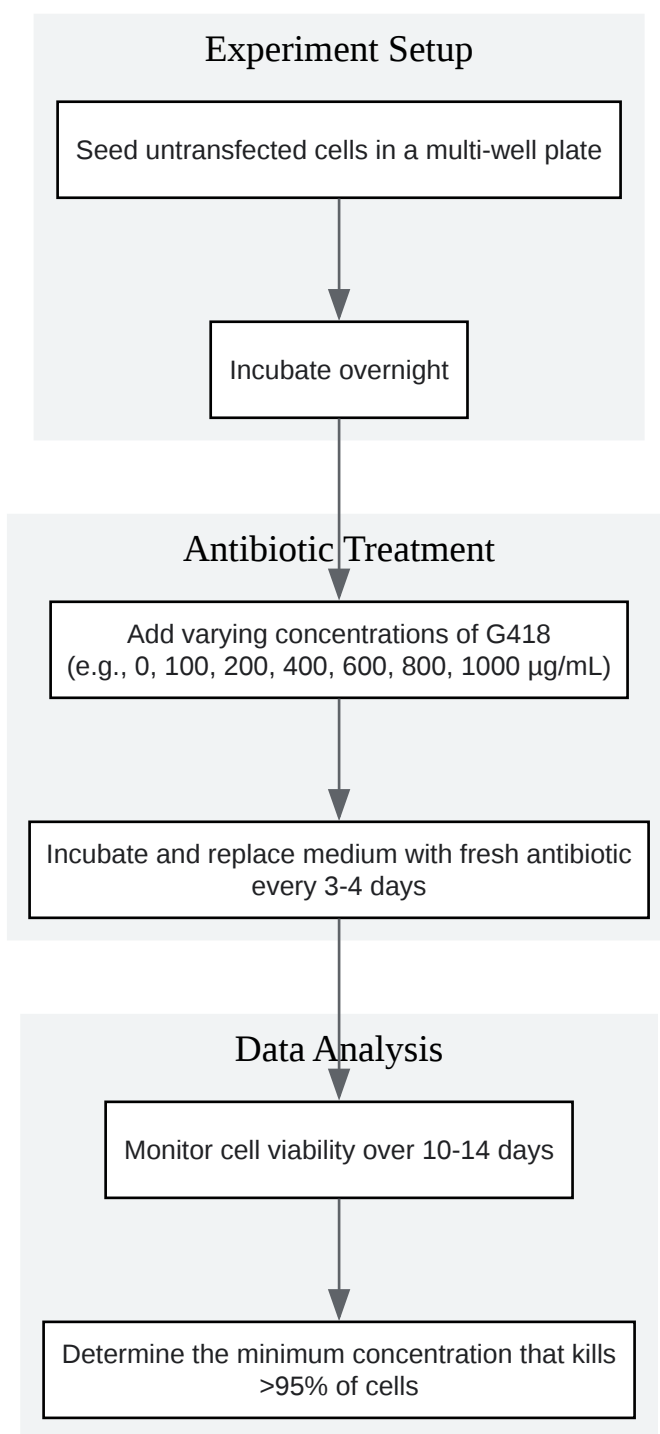 Experiment Setup
Seed untransfected cells in a multi-well plate
Incubate overnight
Antibiotic Treatment
Add varying concentrations of G418
(e.g., 0, 100, 200, 400, 600, 800, 1000 µg/mL)
Incubate and replace medium with fresh antibiotic
every 3-4 days
Data Analysis
Monitor cell viability over 10-14 days
Determine the minimum concentration that kills
>95% of cells